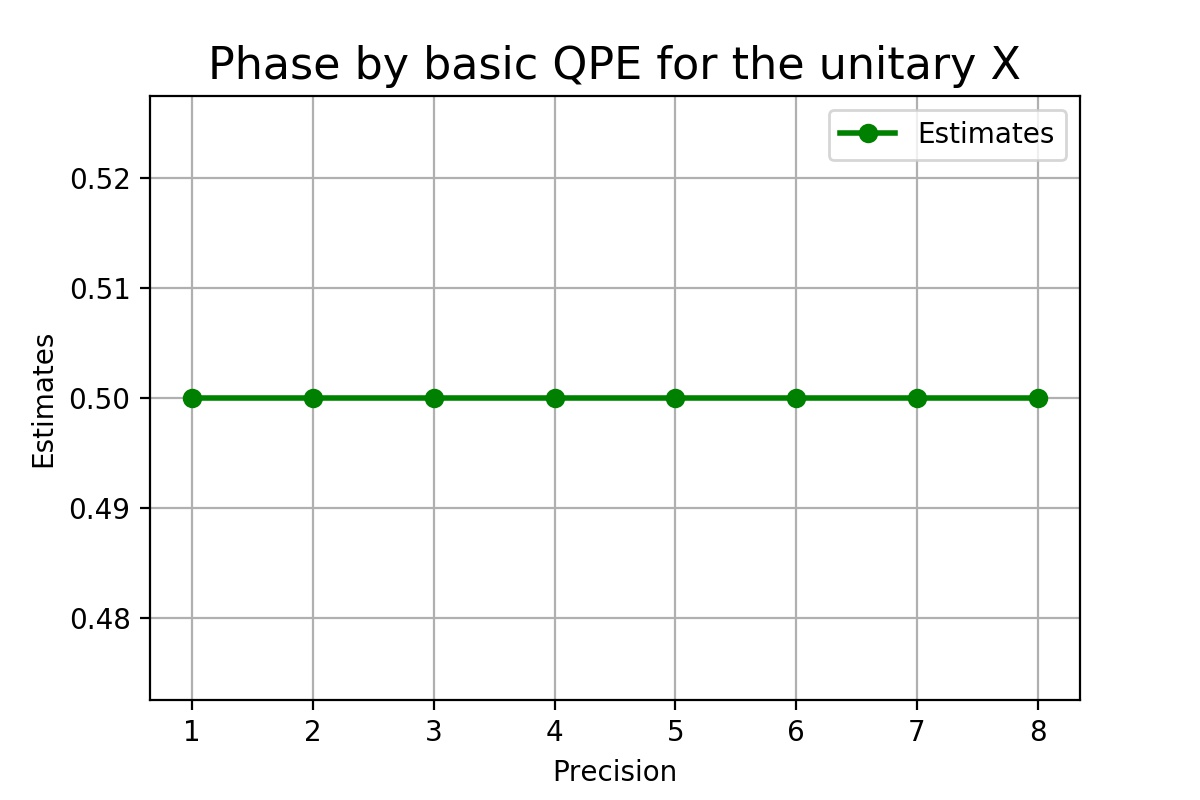 Phase by basic QPE for the unitary X
Estimates
0.52
0.51
0.50
0.49
0.48
Estimates
1 2 3 4 5 6 7 8
Precision